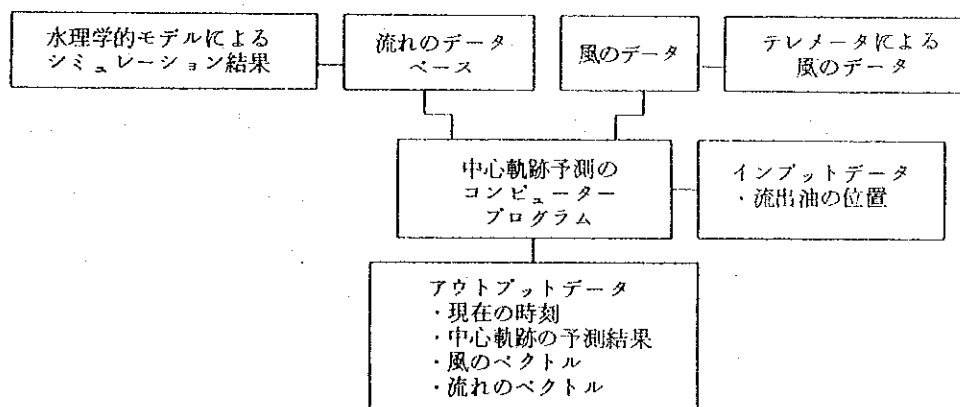 水理学的モデルによる
シミュレーション結果
流れのデータ
ベース
風のデータ
テレメータによる
風のデータ
中心軌跡予測の
コンピューター
プログラム
インプットデータ
・流出油の位置
アウトプットデータ
・現在の時刻
・中心軌跡の予測結果
・風のベクトル
・流れのベクトル